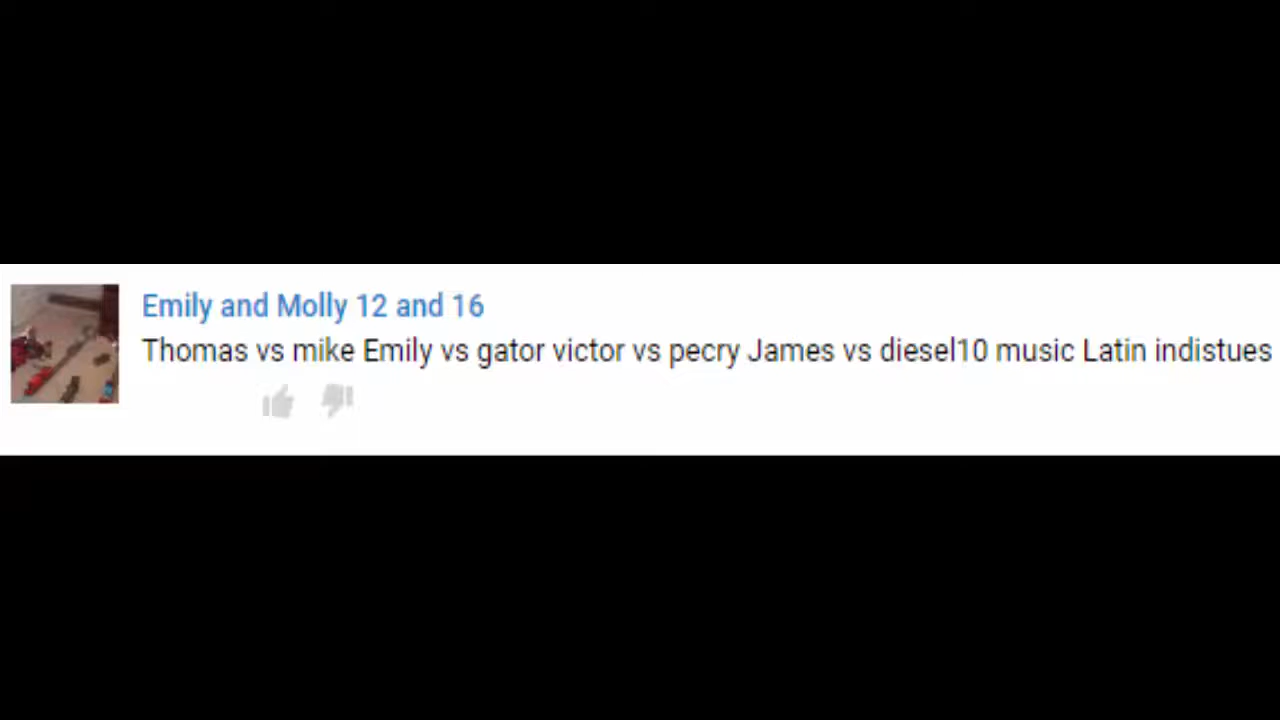 Emily and Molly 12 and 16
Thomas vs mike Emily vs gator victor vs pecry James vs diesel10 music Latin indistues